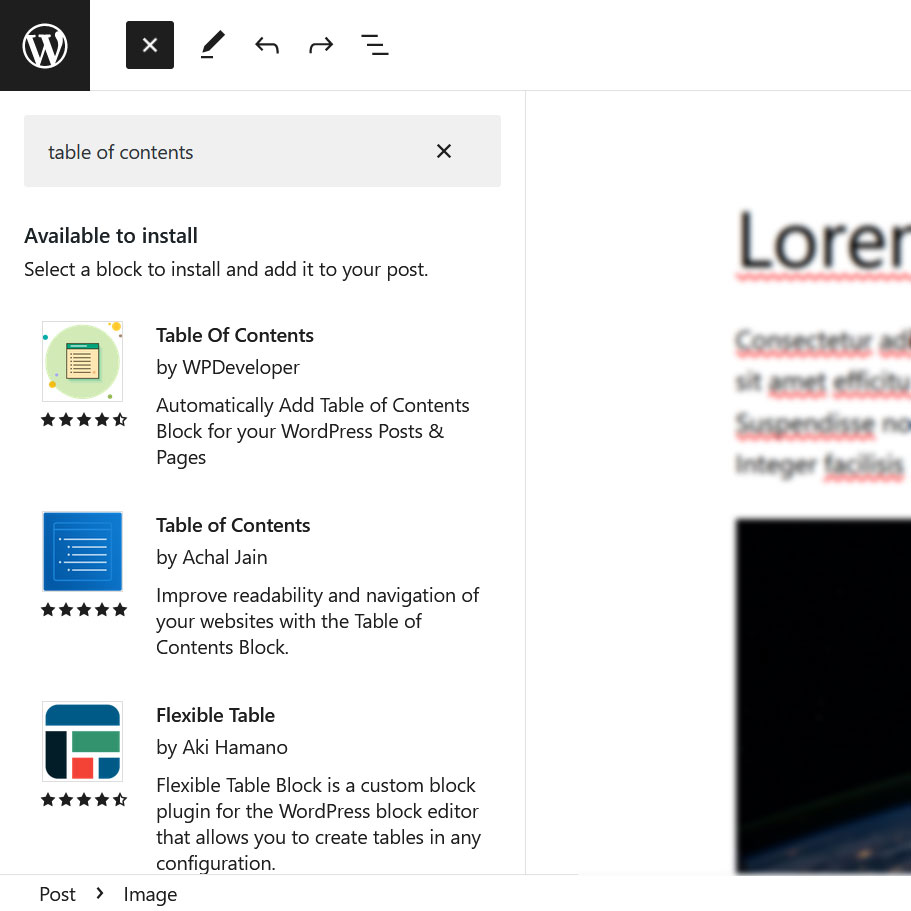 table of contents
Available to install
Select a block to install and add it to your post.
Table Of Contents
by WPDeveloper
Automatically Add Table of Contents
Block for your WordPress Posts &
Pages
Table of Contents
by Achal Jain
Improve readability and navigation of
your websites with the Table of
Contents Block.
Flexible Table
by Aki Hamano
Flexible Table Block is a custom block
plugin for the WordPress block editor
that allows you to create tables in any
configuration.
Lorem
Consectetur
sit amet efficitu
Suspendisse
Integer facilisis
Post > Image